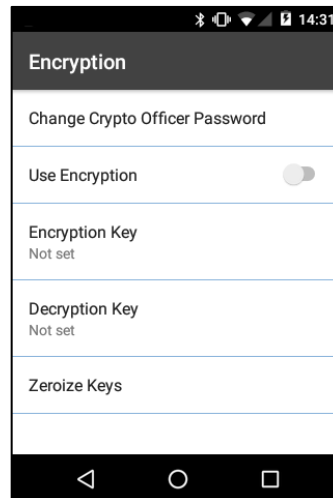 14:31
Encryption
Change Crypto Officer Password
Use Encryption
Encryption Key
Not set
Decryption Key
Not set
Zeroize Keys